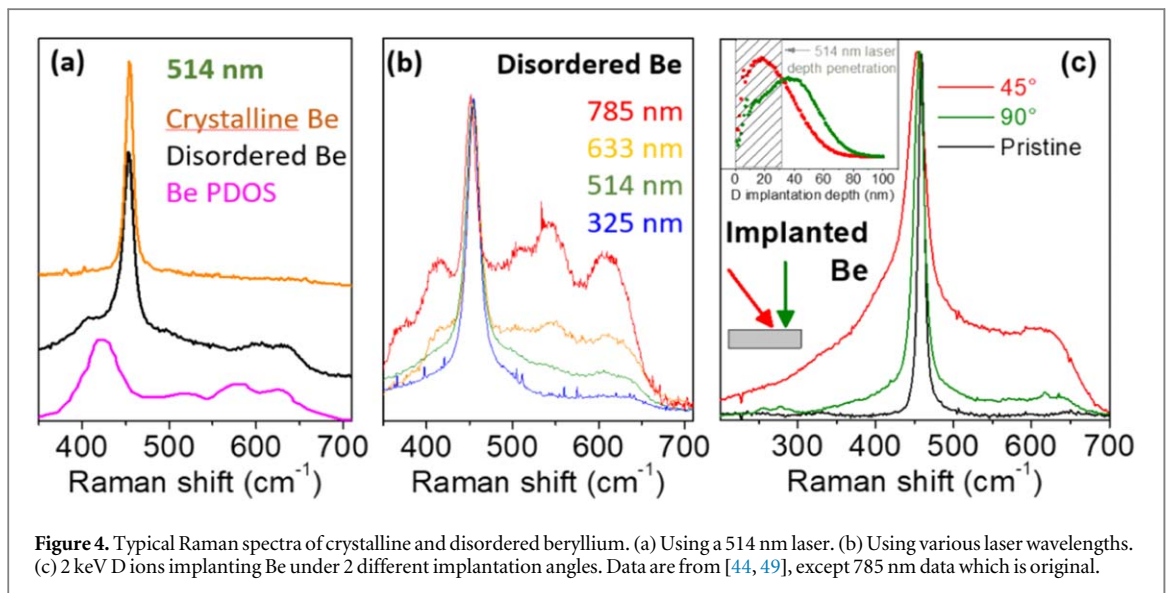 (a)
514 nm
Crystalline Be
Disordered Be
Be PDOS
400 500 600 700
Raman shift (cm-1)
(b)
Disordered Be
785 nm
633 nm
514 nm
325 nm
400 500 600 700
Raman shift (cm-1)
514 nm laser
depth penetration
0 20 40 60 80 100
D implantation depth (nm)
(c)
45°
90°
Pristine
Implanted
Be
300 400 500 600 700
Raman shift (cm-1)
Figure 4. Typical Raman spectra of crystalline and disordered beryllium. (a) Using a 514 nm laser. (b) Using various laser wavelengths.
(c) 2 keV D ions implanting Be under 2 different implantation angles. Data are from [44, 49], except 785 nm data which is original.